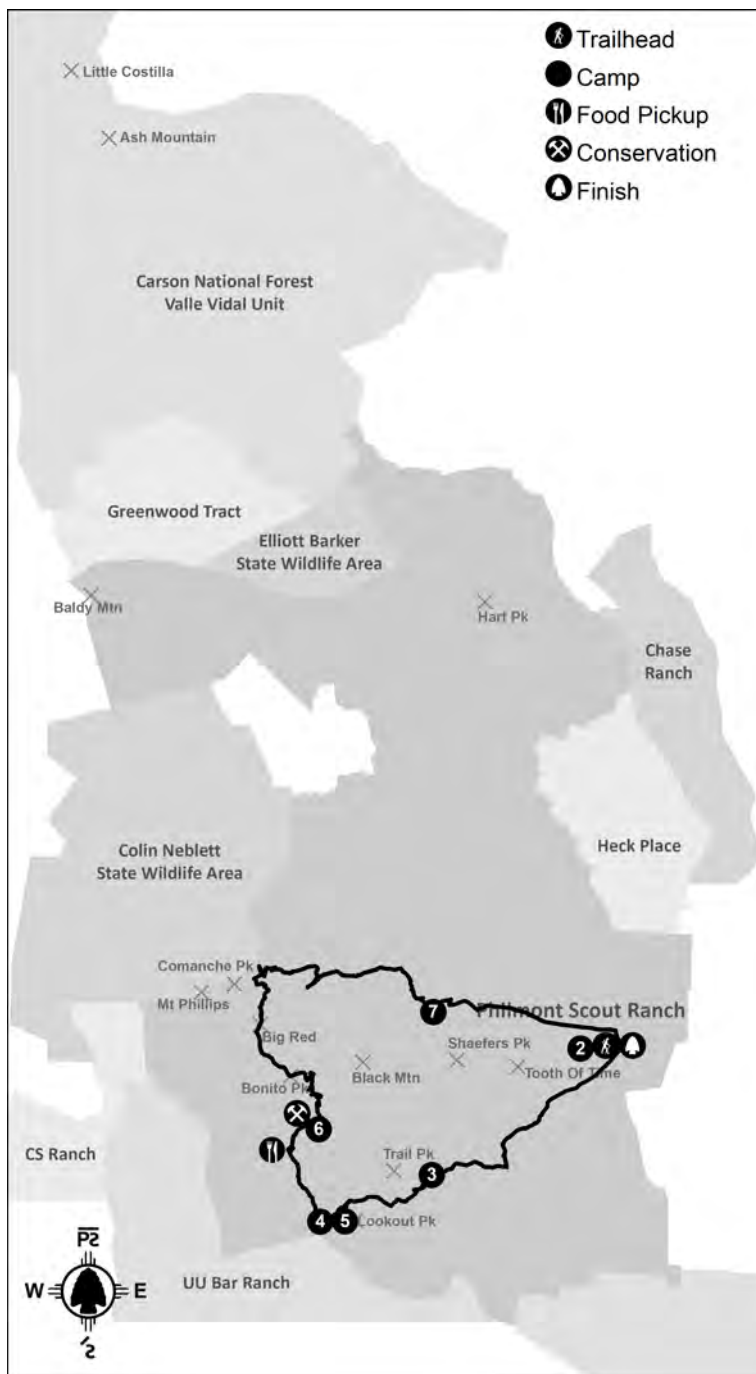 Trailhead
Camp
Food Pickup
Conservation
Finish
Little Costilla
Ash Mountain
Carson National Forest
Valle Vidal Unit
Greenwood Tract
Elliott Barker
State Wildlife Area
Baldy Mtn
Hart Pk
Chase
Ranch
Heck Place
Colin Neblett
State Wildlife Area
Comanche Pk
Mt Phillips
Philmont Scout Ranch
7
Big Red
Shaefers Pk
2
Black Mtn
Tooth Of Time
Bonito Pk
6
CS Ranch
Trail Pk
3
4
5
Lookout Pk
UU Bar Ranch
W
E